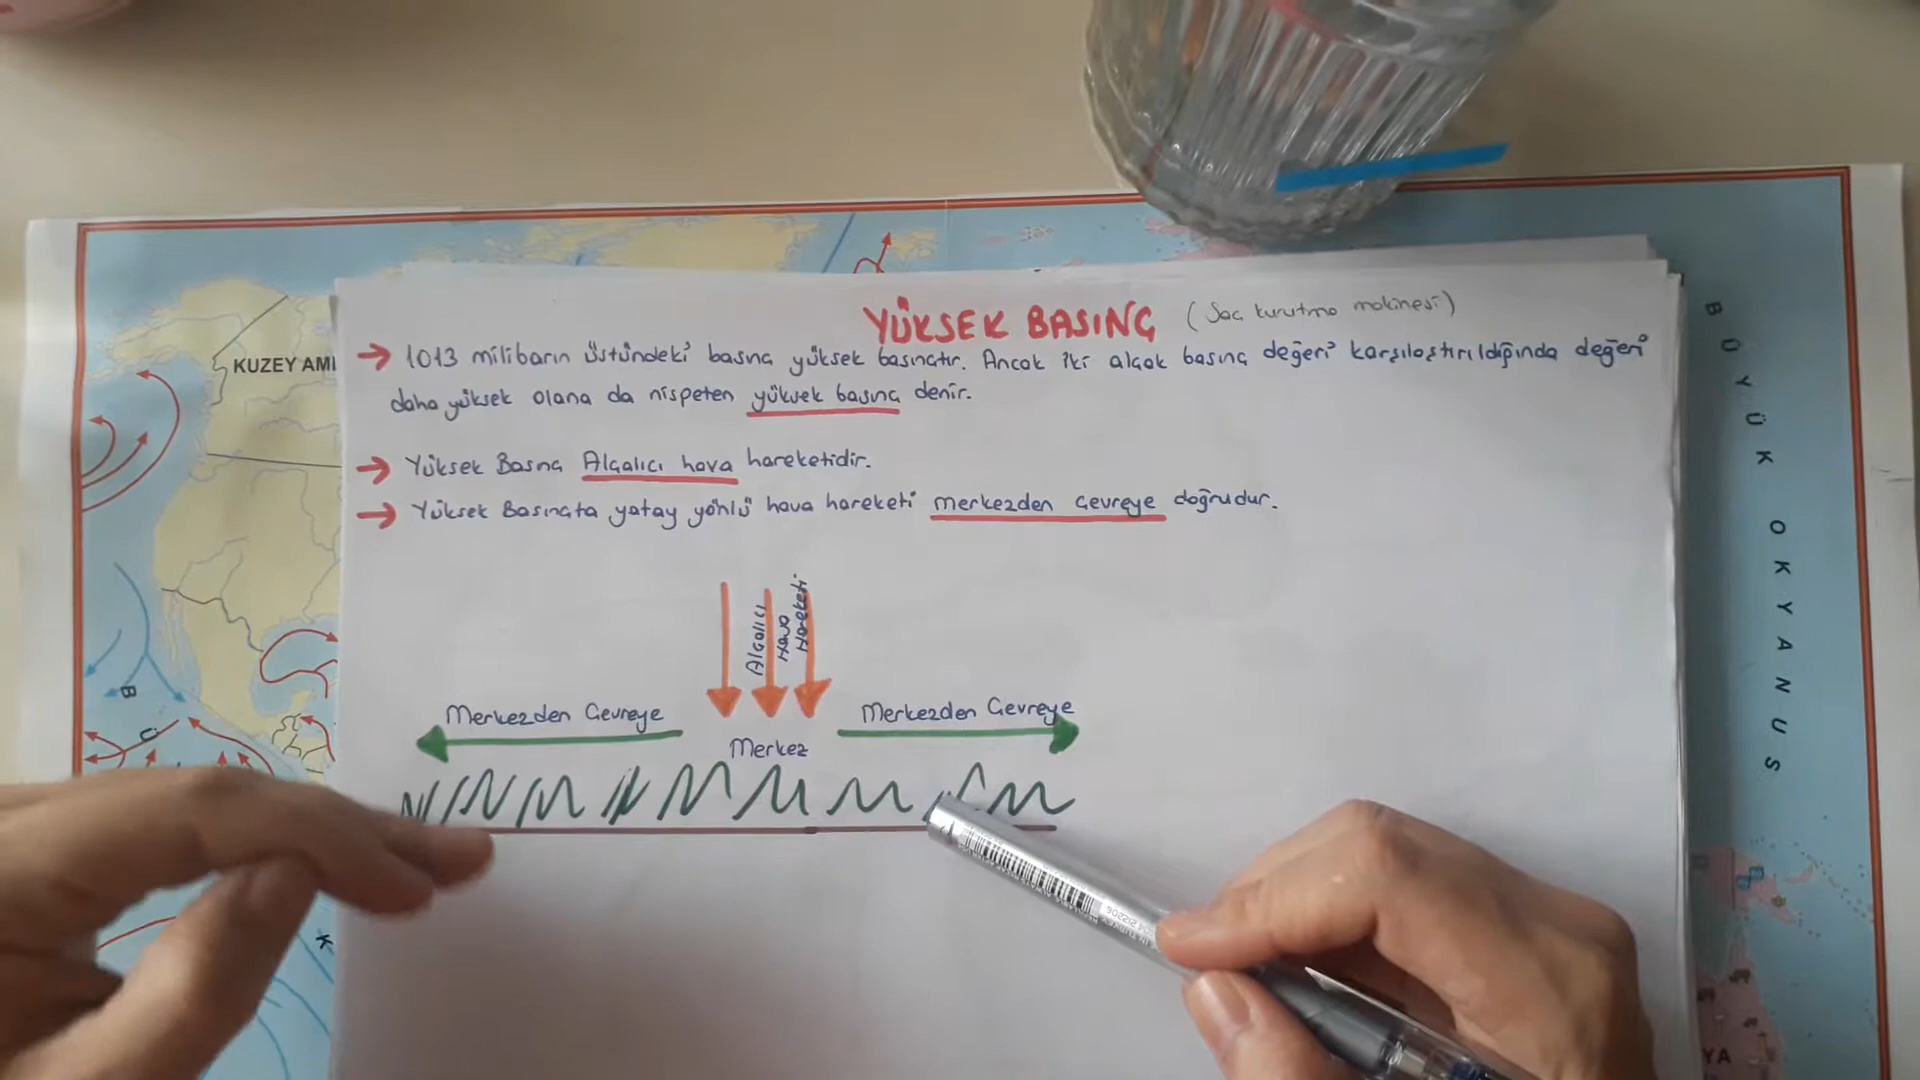 YÜKSEK BASINÇ (Saç kurutma makinesi)
→ 1013 milibarın üstündeki basınç yüksek basınçtır. Ancak iki alçak basınç değeri karşılaştırıldığında değeri
daha yüksek olana da nispeten yüksek basınç denir.
→ Yüksek Basınç Alçalıcı hava hareketidir.
→ Yüksek Basınçta yatay yönlü hava hareketi merkezden çevreye doğrudur.
Alçalıcı
Hava
Hareketi
Merkezden Çevreye
Merkezden Çevreye
Merkez
KUZEY AM
BÜYÜK OKYANUS
B
Ü
K
YA